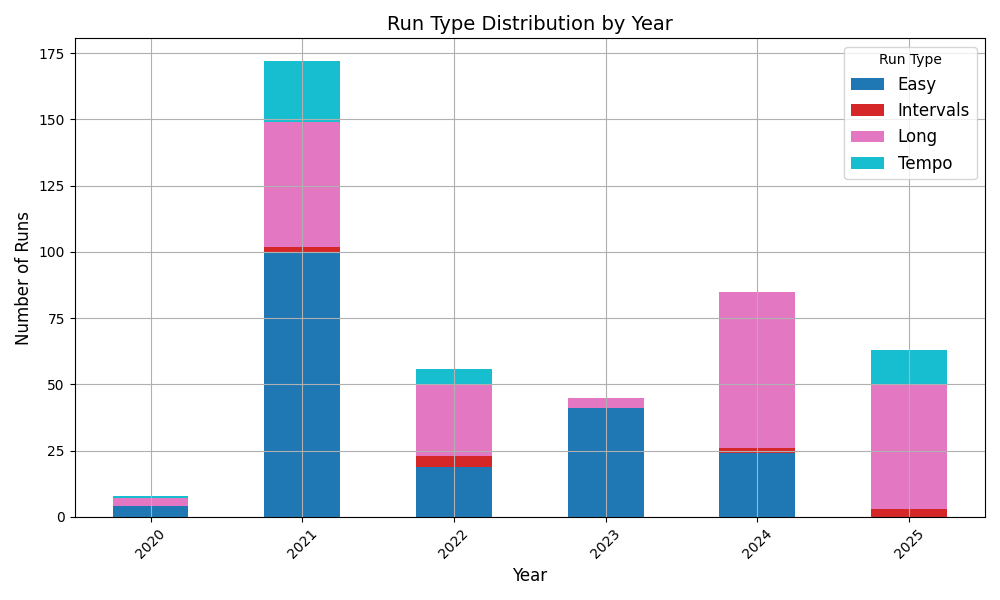 Run Type Distribution by Year
Number of Runs
175
150
125
100
75
50
25
0
Run Type
Easy
Intervals
Long
Tempo
2020
2021
2022
2023
2024
2025
Year